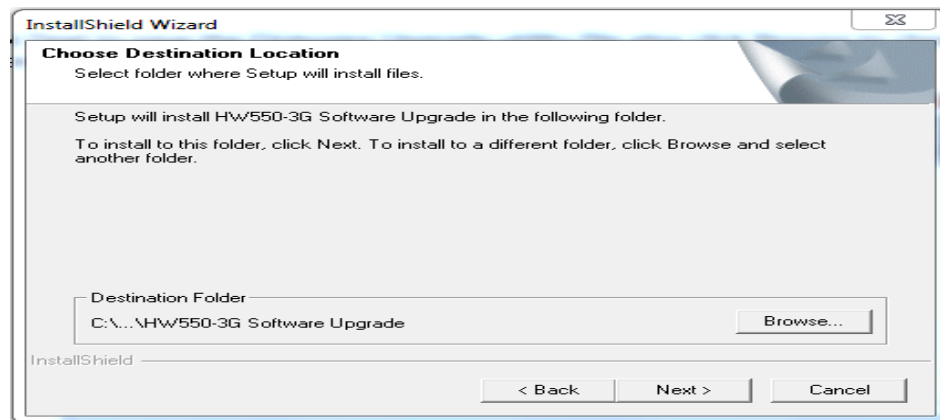 InstallShield Wizard
Choose Destination Location
Select folder where Setup will install files.
Setup will install HW550-3G Software Upgrade in the following folder.
To install to this folder, click Next. To install to a different folder, click Browse and select
another folder.
Destination Folder
C:\...\HW550-3G Software Upgrade
Browse...
InstallShield
< Back
Next >
Cancel